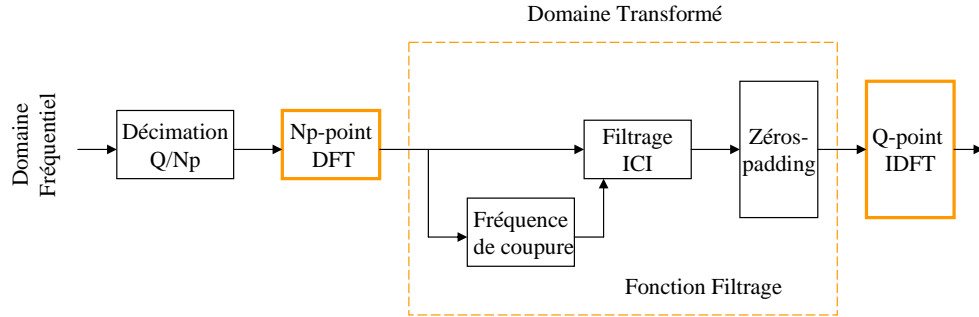 Domaine Transformé
Domaine
Fréquentiel
Décimation
Q/Np
Np-point
DFT
Filtrage
ICI
Zéros-
padding
Q-point
IDFT
Fréquence
de coupure
Fonction Filtrage